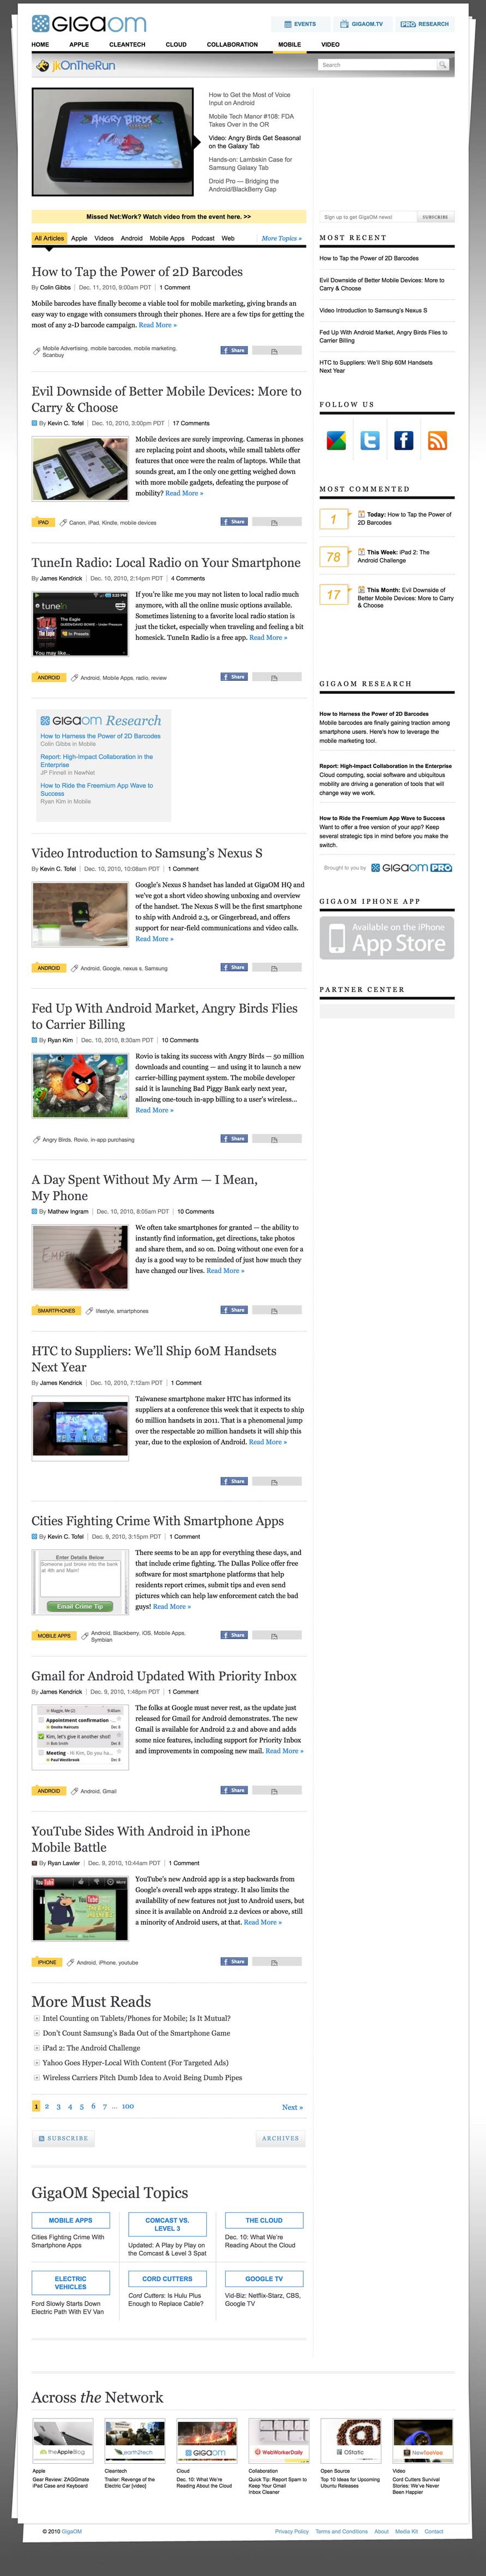 GIGAOM
EVENTS
GIGAOM.TV
PRO RESEARCH
HOME
APPLE
CLEANTECH
CLOUD
COLLABORATION
MOBILE
VIDEO
jkOnTheRun
Search
ANGRY BIRDS
How to Get the Most of Voice
Input on Android
Mobile Tech Manor #108: FDA
Takes Over in the OR
Video: Angry Birds Get Seasonal
on the Galaxy Tab
Hands-on: Lambskin Case for
Samsung Galaxy Tab
Droid Pro — Bridging the
Android/BlackBerry Gap
Missed Net:Work? Watch video from the event here. >>
All Articles Apple Videos Android Mobile Apps Podcast Web More Topics »
How to Tap the Power of 2D Barcodes
By Colin Gibbs | Dec. 11, 2010, 9:00am PDT | 1 Comment
Mobile barcodes have finally become a viable tool for mobile marketing, giving brands an
easy way to engage with consumers through their phones. Here are a few tips for getting the
most of any 2-D barcode campaign. Read More »
Mobile Advertising, mobile barcodes, mobile marketing,
Scanbuy
Share
Evil Downside of Better Mobile Devices: More to
Carry & Choose
By Kevin C. Tofel | Dec. 10, 2010, 3:00pm PDT | 17 Comments
Mobile devices are surely improving. Cameras in phones
are replacing point and shoots, while small tablets offer
features that once were the realm of laptops. While that
sounds great, am I the only one getting weighed down
with more mobile gadgets, defeating the purpose of
mobility? Read More »
IPAD
Canon, iPad, Kindle, mobile devices
Share
TuneIn Radio: Local Radio on Your Smartphone
By James Kendrick | Dec. 10, 2010, 2:14pm PDT | 4 Comments
tunein
The Eagle
In Presets
You may like...
If you're like me you may not listen to local radio much
anymore, with all the online music options available.
Sometimes listening to a favorite local radio station is
just the ticket, especially when traveling and feeling a bit
homesick. TuneIn Radio is a free app. Read More »
ANDROID
Android, Mobile Apps, radio, review
Share
GIGAOM Research
How to Harness the Power of 2D Barcodes
Colin Gibbs in Mobile
Report: High-Impact Collaboration in the
Enterprise
JP Finnell in NewNet
How to Ride the Freemium App Wave to
Success
Ryan Kim in Mobile
Video Introduction to Samsung's Nexus S
By Kevin C. Tofel | Dec. 10, 2010, 10:08am PDT | 1 Comment
Google's Nexus S handset has landed at GigaOM HQ and
we've got a short video showing unboxing and overview
of the handset. The Nexus S will be the first smartphone
to ship with Android 2.3, or Gingerbread, and offers
support for near-field communications and video calls.
Read More »
ANDROID
Android, Google, nexus s, Samsung
Share
Fed Up With Android Market, Angry Birds Flies
to Carrier Billing
By Ryan Kim | Dec. 10, 2010, 8:30am PDT | 10 Comments
Rovio is taking its success with Angry Birds — 50 million
downloads and counting — and using it to launch a new
carrier-billing payment system. The mobile developer
said it is launching Bad Piggy Bank early next year,
allowing one-touch in-app billing to a user's wireless...
Read More »
Angry Birds, Rovio, in-app purchasing
Share
A Day Spent Without My Arm — I Mean,
My Phone
By Mathew Ingram | Dec. 10, 2010, 8:05am PDT | 10 Comments
We often take smartphones for granted — the ability to
instantly find information, get directions, take photos
and share them, and so on. Doing without one even for a
day is a good way to be reminded of just how much they
have changed our lives. Read More »
SMARTPHONES
lifestyle, smartphones
Share
HTC to Suppliers: We'll Ship 60M Handsets
Next Year
By James Kendrick | Dec. 10, 2010, 7:12am PDT | 1 Comment
Taiwanese smartphone maker HTC has informed its
suppliers at a conference this week that it expects to ship
60 million handsets in 2011. That is a phenomenal jump
over the respectable 20 million handsets it will ship this
year, due to the explosion of Android. Read More »
Share
Cities Fighting Crime With Smartphone Apps
By Kevin C. Tofel | Dec. 9, 2010, 3:15pm PDT | 1 Comment
Enter Details Below
Someone just broke into the bank
at 4th and Main!
Email Crime Tip
There seems to be an app for everything these days, and
that include crime fighting. The Dallas Police offer free
software for most smartphone platforms that help
residents report crimes, submit tips and even send
pictures which can help law enforcement catch the bad
guys! Read More »
MOBILE APPS
Android, Blackberry, iOS, Mobile Apps,
Symbian
Share
Gmail for Android Updated With Priority Inbox
By James Kendrick | Dec. 9, 2010, 1:48pm PDT | 1 Comment
Maggie, Me (2)
Appointment confirmation
Onsite Haircuts
Kim, let's give it another shot!
Bob Smith
Meeting
Paul Westbrook
The folks at Google must never rest, as the update just
released for Gmail for Android demonstrates. The new
Gmail is available for Android 2.2 and above and adds
some nice features, including support for Priority Inbox
and improvements in composing new mail. Read More »
ANDROID
Android, Gmail
Share
YouTube Sides With Android in iPhone
Mobile Battle
By Ryan Lawler | Dec. 9, 2010, 10:44am PDT | 1 Comment
YouTube
More
YouTube's new Android app is a step backwards from
Google's overall web apps strategy. It also limits the
availability of new features not just to Android users, but
since it is available on Android 2.2 devices or above, still
a minority of Android users, at that. Read More »
IPHONE
Android, iPhone, youtube
Share
More Must Reads
Intel Counting on Tablets/Phones for Mobile; Is It Mutual?
Don't Count Samsung's Bada Out of the Smartphone Game
iPad 2: The Android Challenge
Yahoo Goes Hyper-Local With Content (For Targeted Ads)
Wireless Carriers Pitch Dumb Idea to Avoid Being Dumb Pipes
1 2 3 4 5 6 7 ... 100 Next »
SUBSCRIBE
ARCHIVES
GigaOM Special Topics
MOBILE APPS
Cities Fighting Crime With
Smartphone Apps
COMCAST VS.
LEVEL 3
Updated: A Play by Play on
the Comcast & Level 3 Spat
THE CLOUD
Dec. 10: What We're
Reading About the Cloud
ELECTRIC
VEHICLES
Ford Slowly Starts Down
Electric Path With EV Van
CORD CUTTERS
Cord Cutters: Is Hulu Plus
Enough to Replace Cable?
GOOGLE TV
Vid-Biz: Netflix-Starz, CBS,
Google TV
Sign up to get GigaOM news!
SUBSCRIBE
MOST RECENT
How to Tap the Power of 2D Barcodes
Evil Downside of Better Mobile Devices: More to
Carry & Choose
Video Introduction to Samsung's Nexus S
Fed Up With Android Market, Angry Birds Flies to
Carrier Billing
HTC to Suppliers: We'll Ship 60M Handsets
Next Year
FOLLOW US
MOST COMMENTED
1
Today: How to Tap the Power of
2D Barcodes
78
This Week: iPad 2: The
Android Challenge
17
This Month: Evil Downside of
Better Mobile Devices: More to Carry
& Choose
GIGAOM RESEARCH
How to Harness the Power of 2D Barcodes
Mobile barcodes are finally gaining traction among
smartphone users. Here's how to leverage the
mobile marketing tool.
Report: High-Impact Collaboration in the Enterprise
Cloud computing, social software and ubiquitous
mobility are driving a generation of tools that will
change way we work.
How to Ride the Freemium App Wave to Success
Want to offer a free version of your app? Keep
several strategic tips in mind before you make the
switch.
Brought to you by GIGAOM PRO
GIGAOM IPHONE APP
Available on the iPhone
App Store
PARTNER CENTER
Across the Network
theAppleBlog
Apple
Gear Review: ZAGGmate
iPad Case and Keyboard
earth2tech
Cleantech
Trailer: Revenge of the
Electric Car [video]
GIGAOM
Cloud
Dec. 10: What We're
Reading About the Cloud
WebWorkerDaily
Collaboration
Quick Tip: Report Spam to
Keep Your Gmail
Inbox Cleaner
OStatic
Open Source
Top 10 Ideas for Upcoming
Ubuntu Releases
NewTeeVee
Video
Cord Cutters Survival
Stories: We've Never
Been Happier
© 2010 GigaOM
Privacy Policy Terms and Conditions About Media Kit Contact